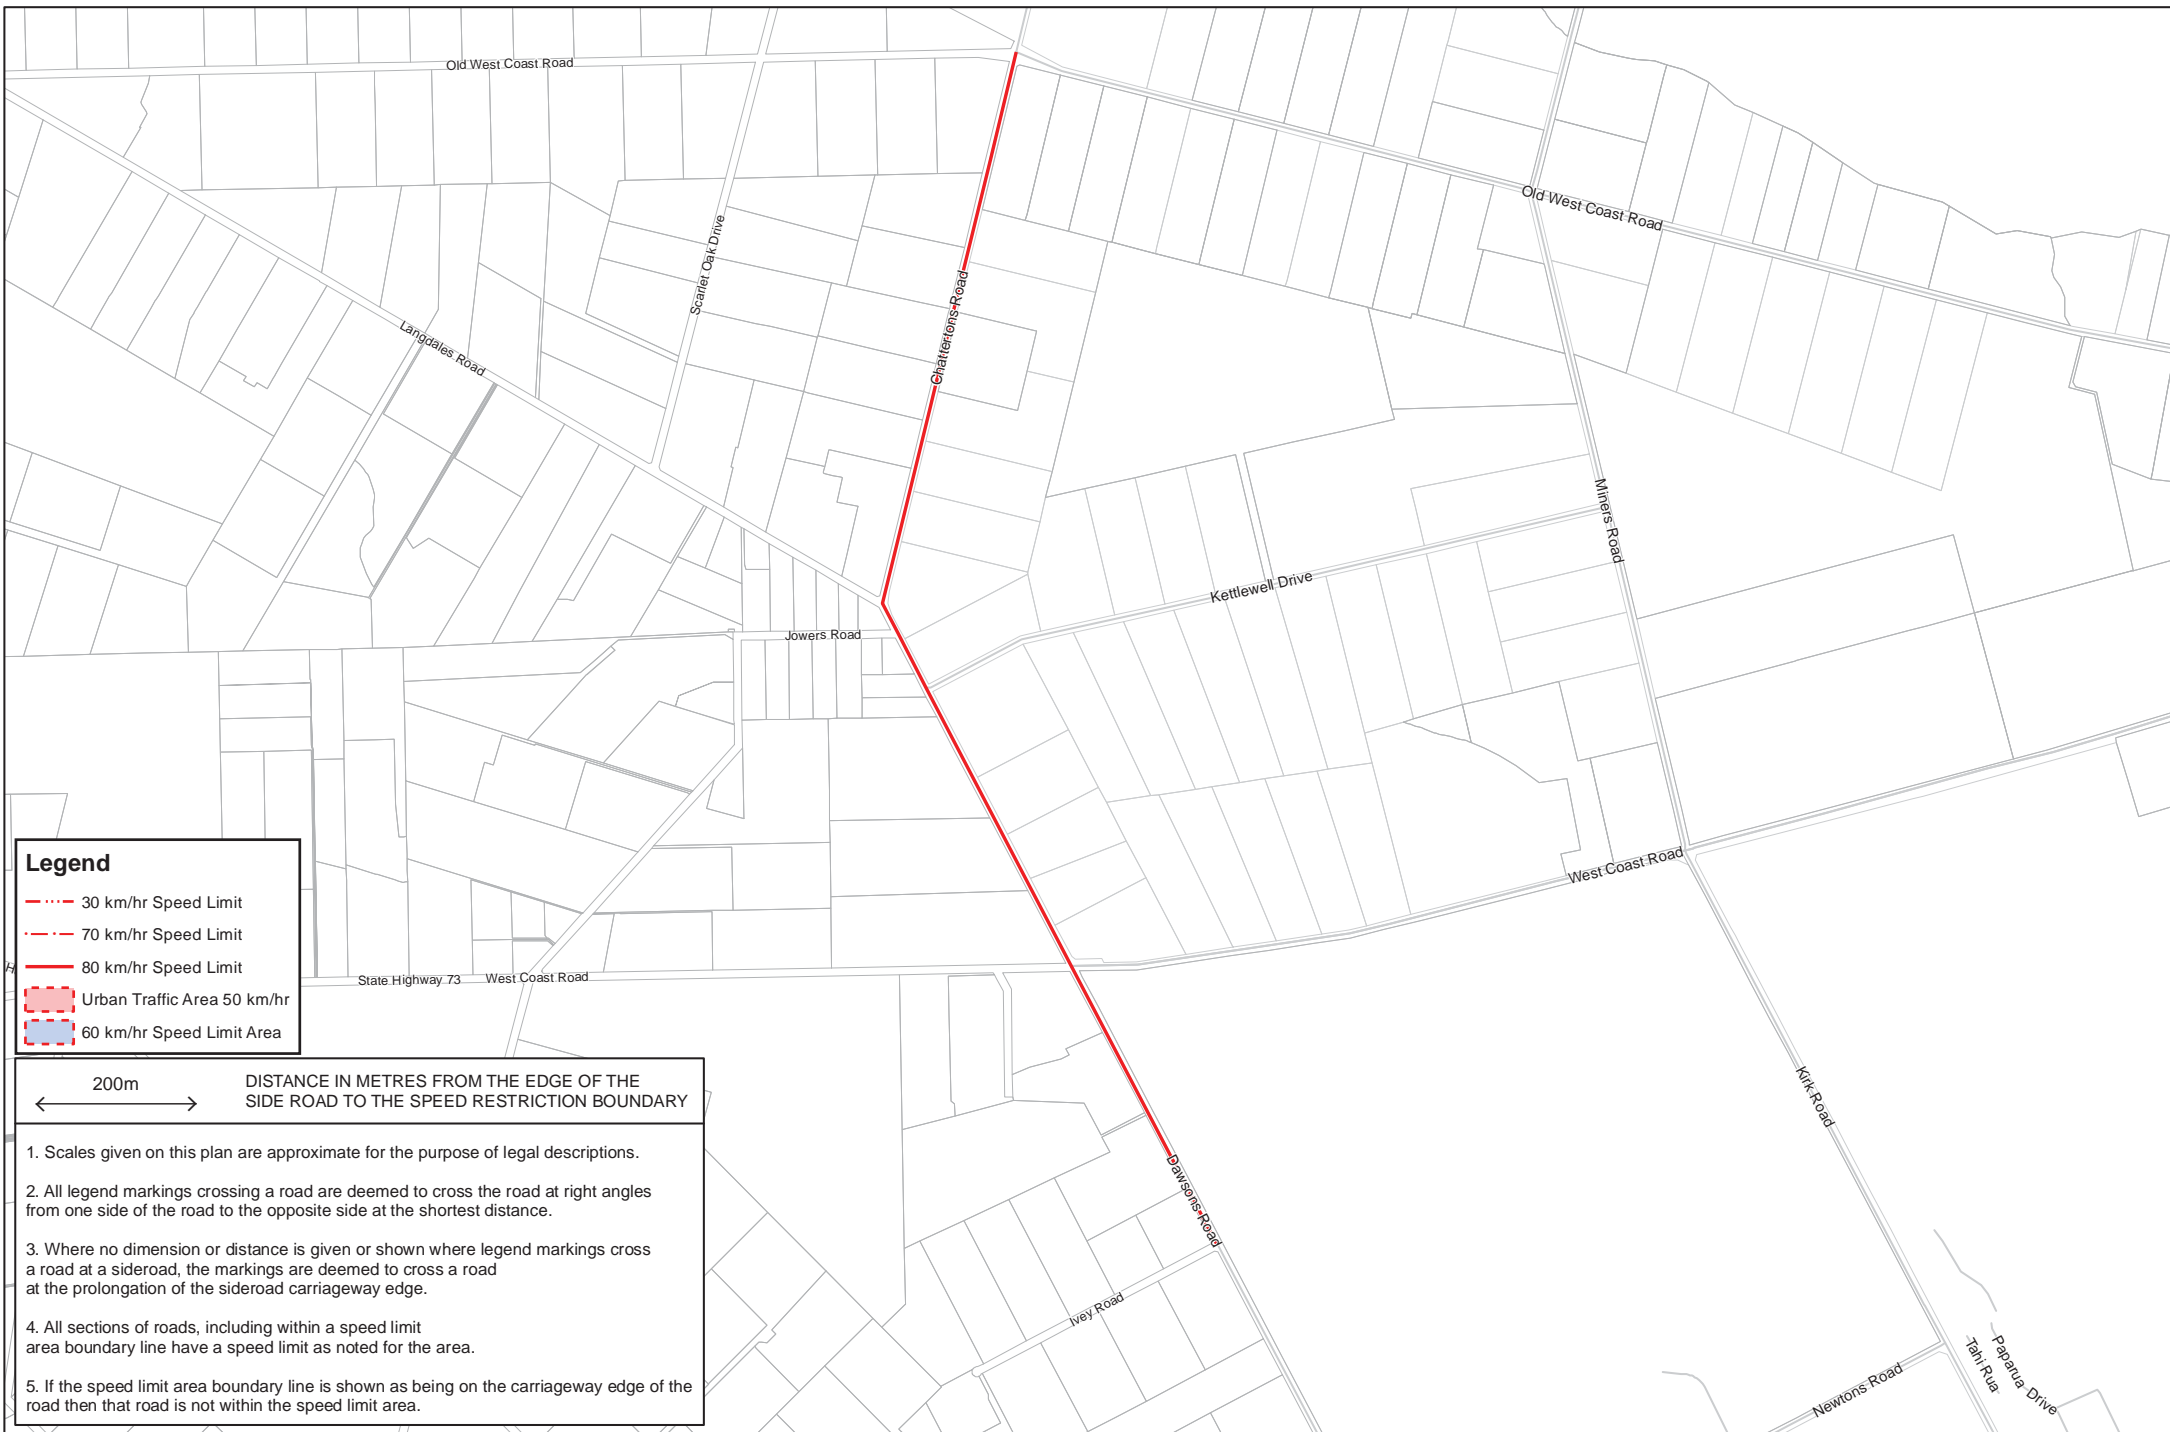 Old West Coast Road
Old West Coast Road
Scarlet Oak Drive
Chattertons Road
Langdales Road
Miners Road
Kettlewell Drive
Jowers Road
West Coast Road
State Highway 73
West Coast Road
H
Kirk Road
Dawsons Road
Ivey Road
Newtons Road
Tahi Rua
Paparua Drive
Legend
30 km/hr Speed Limit
70 km/hr Speed Limit
80 km/hr Speed Limit
Urban Traffic Area 50 km/hr
60 km/hr Speed Limit Area
200m
DISTANCE IN METRES FROM THE EDGE OF THE
SIDE ROAD TO THE SPEED RESTRICTION BOUNDARY
1. Scales given on this plan are approximate for the purpose of legal descriptions.
2. All legend markings crossing a road are deemed to cross the road at right angles
from one side of the road to the opposite side at the shortest distance.
3. Where no dimension or distance is given or shown where legend markings cross
a road at a sideroad, the markings are deemed to cross a road
at the prolongation of the sideroad carriageway edge.
4. All sections of roads, including within a speed limit
area boundary line have a speed limit as noted for the area.
5. If the speed limit area boundary line is shown as being on the carriageway edge of the
road then that road is not within the speed limit area.